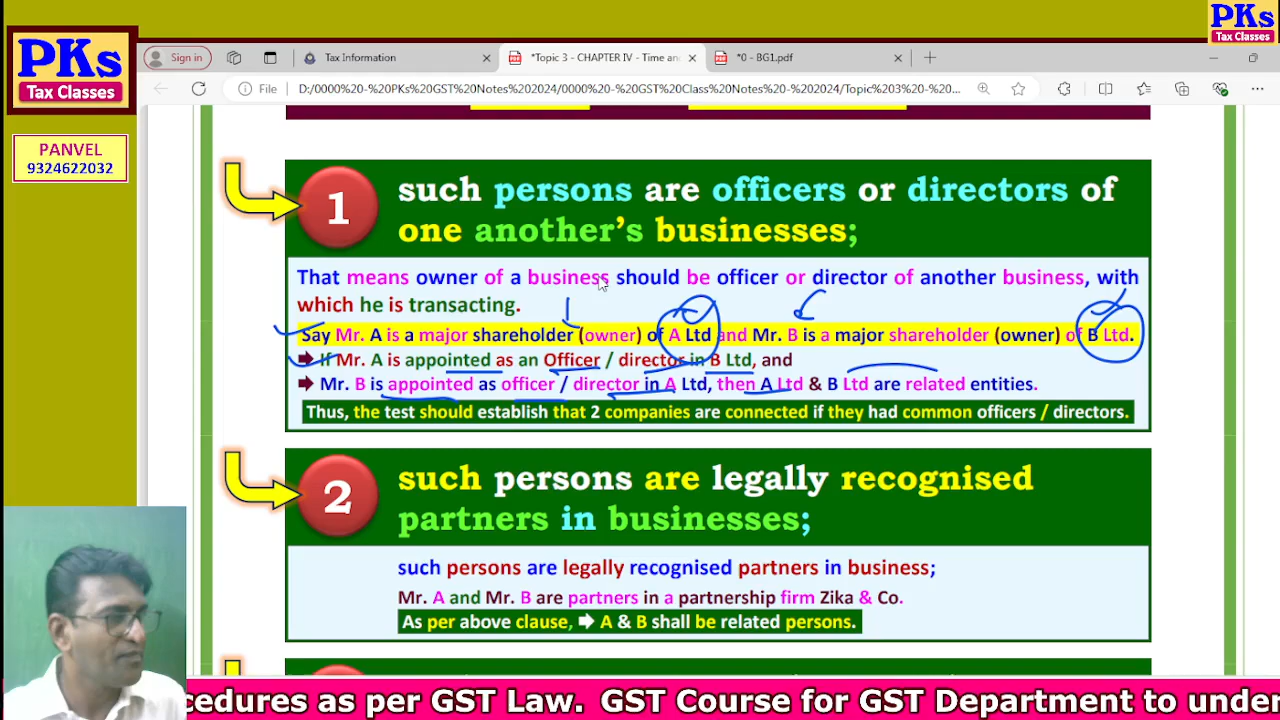 PKs
Tax Classes
PKs
Tax Classes
PANVEL
9324622032
Sign in
Tax Information
*Topic 3 - CHAPTER IV - Time an
*0 - BG1.pdf
File
D:/0000%20-%20PKs%20GST%20Notes%202024/0000%20-%20GST%20Class%20Notes%20-%202024/Topic%203%20-%20...
1
such persons are officers or directors of
one another's businesses;
That means owner of a business should be officer or director of another business, with
which he is transacting.
Say Mr. A is a major shareholder (owner) of A Ltd and Mr. B is a major shareholder (owner) of B Ltd.
If Mr. A is appointed as an Officer / director in B Ltd, and
Mr. B is appointed as officer / director in A Ltd, then A Ltd & B Ltd are related entities.
Thus, the test should establish that 2 companies are connected if they had common officers / directors.
2
such persons are legally recognised
partners in businesses;
such persons are legally recognised partners in business;
Mr. A and Mr. B are partners in a partnership firm Zika & Co.
As per above clause, ➡ A & B shall be related persons.
cedures as per GST Law. GST Course for GST Department to under